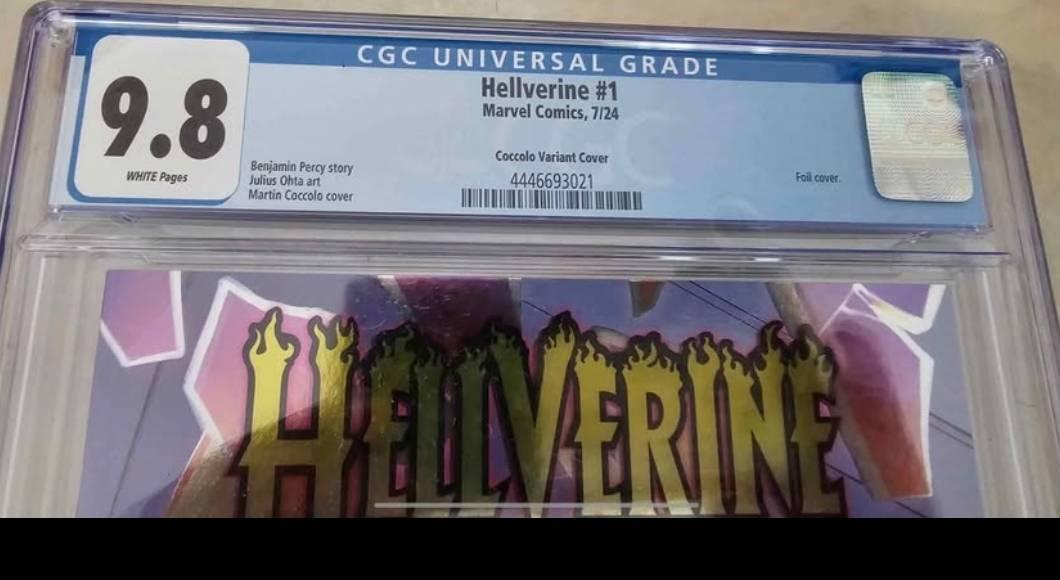 CGC UNIVERSAL GRADE
9.8
WHITE Pages
Hellverine #1
Marvel Comics, 7/24
Coccolo Variant Cover
4446693021
Benjamin Percy story
Julius Ohta art
Martin Coccolo cover
Foil cover.
HELLVERINE